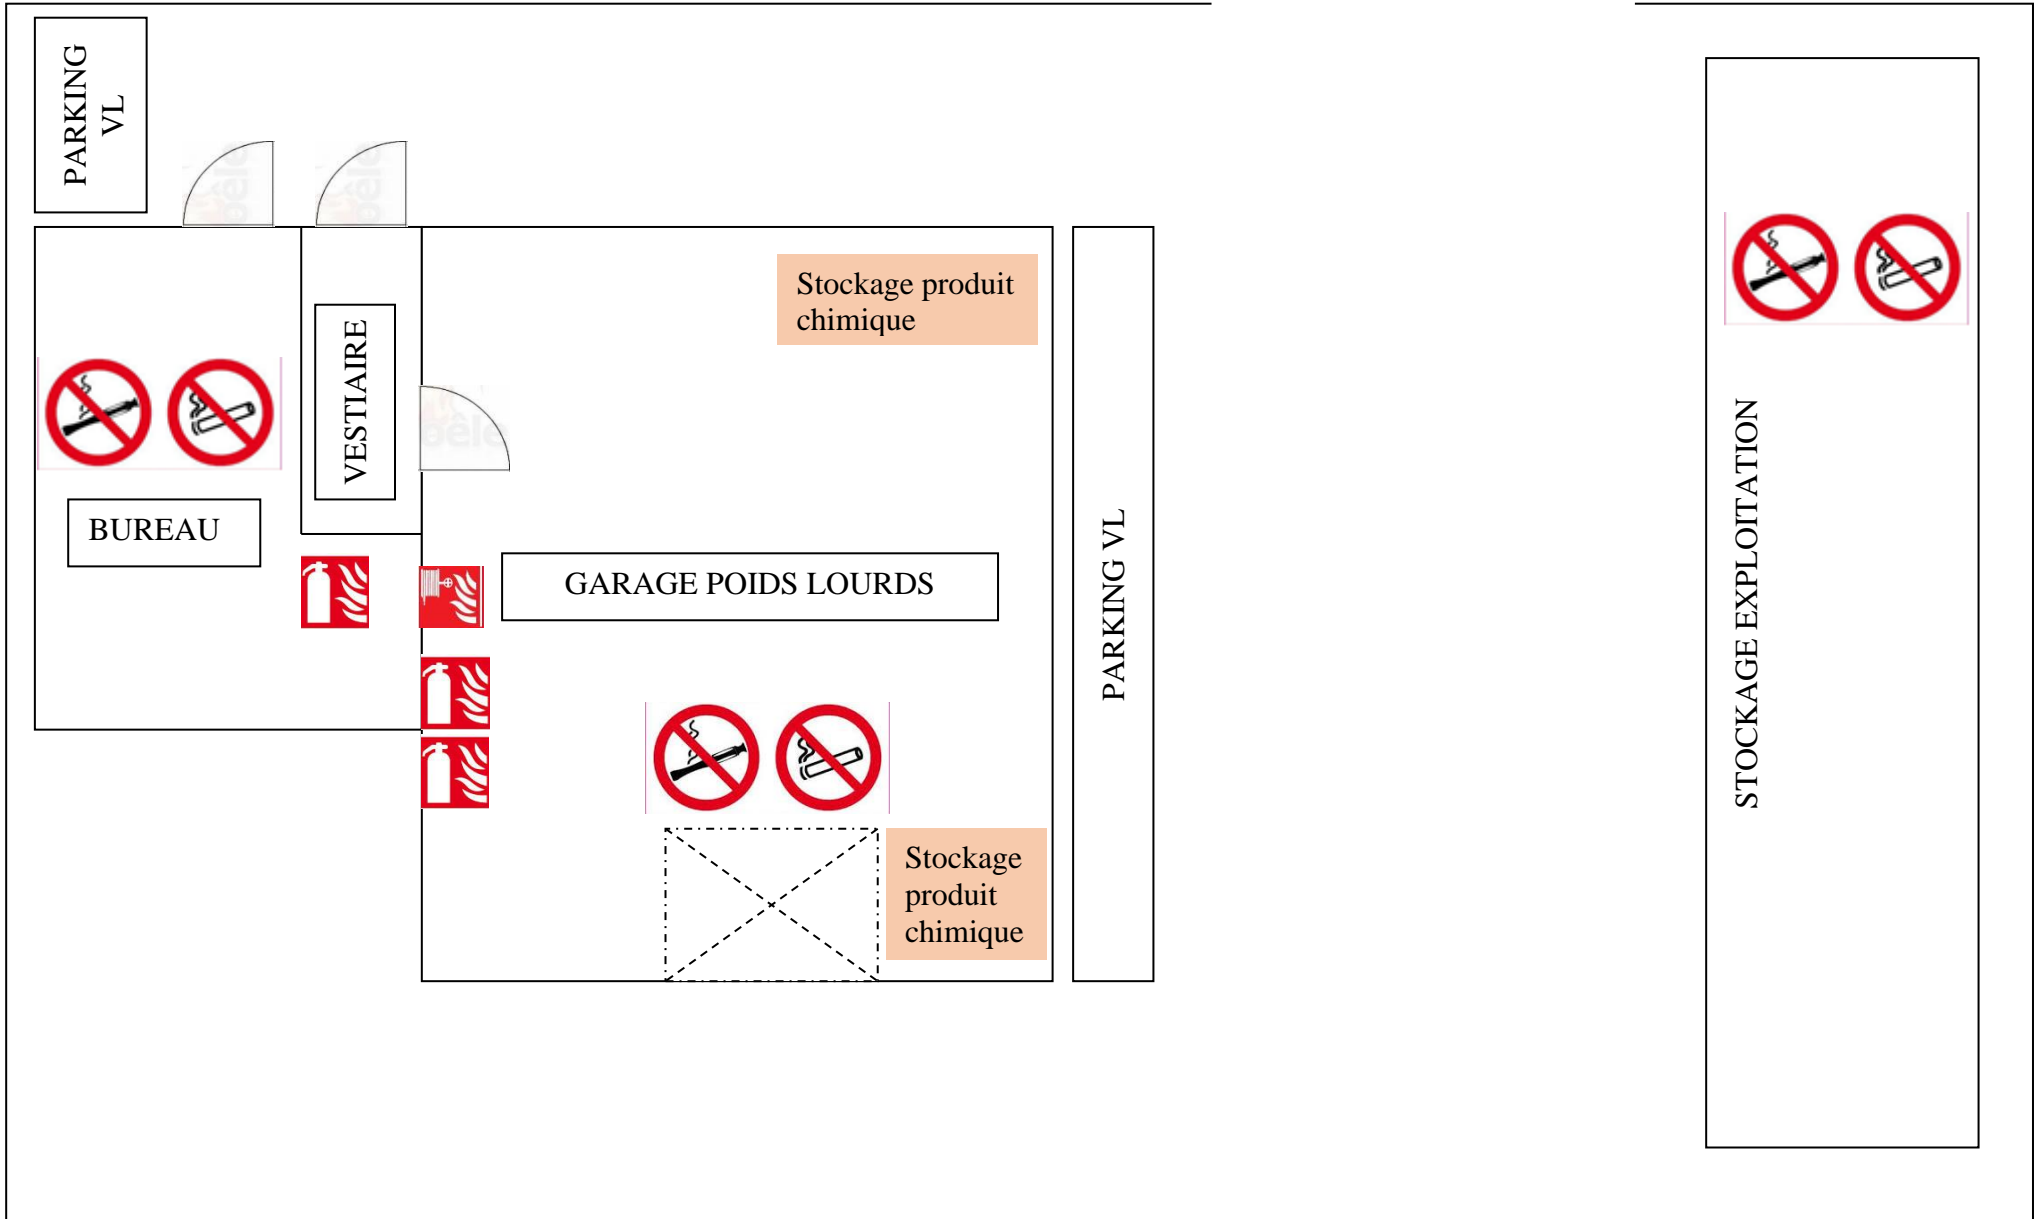 PARKING
VL
Stockage produit
chimique
VESTIAIRE
BUREAU
GARAGE POIDS LOURDS
PARKING VL
STOCKAGE EXPLOITATION
Stockage
produit
chimique